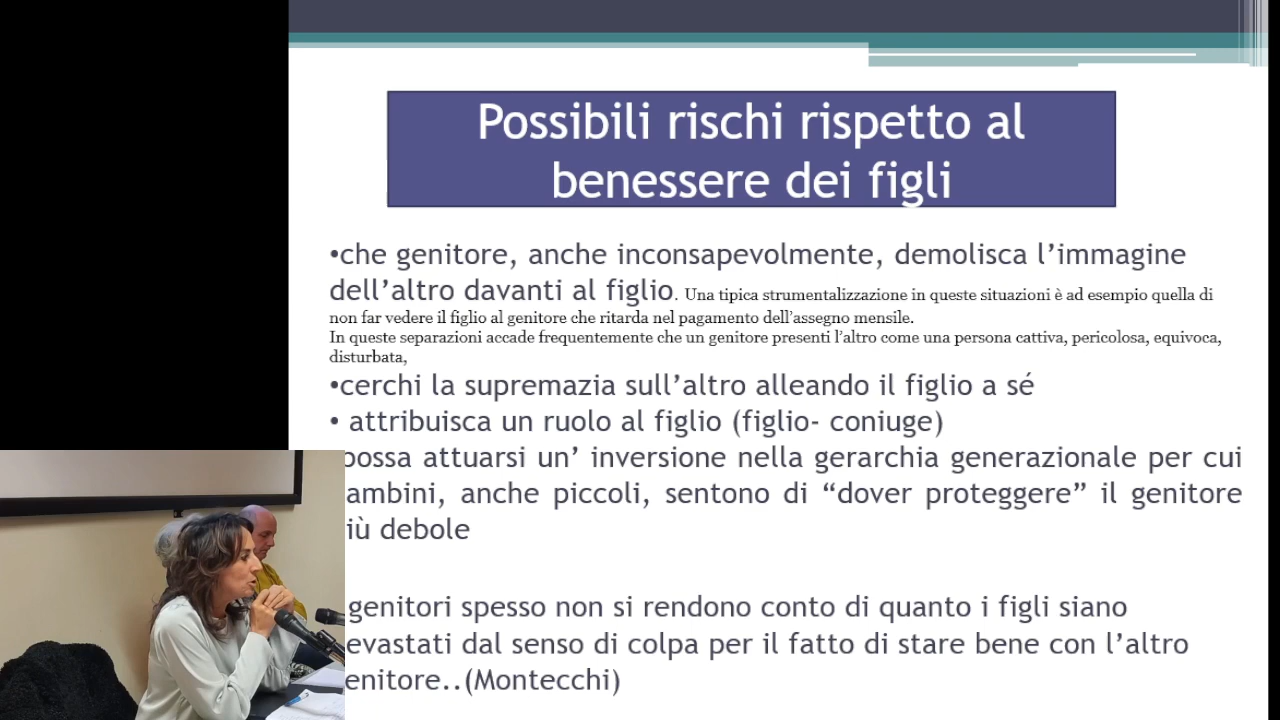 Possibili rischi rispetto al
benessere dei figli
•che genitore, anche inconsapevolmente, demolisca l’immagine
dell’altro davanti al figlio. Una tipica strumentalizzazione in queste situazioni è ad esempio quella di
non far vedere il figlio al genitore che ritarda nel pagamento dell’assegno mensile.
In queste separazioni accade frequentemente che un genitore presenti l’altro come una persona cattiva, pericolosa, equivoca,
disturbata,
•cerchi la supremazia sull’altro alleando il figlio a sé
• attribuisca un ruolo al figlio (figlio- coniuge)
possa attuarsi un’ inversione nella gerarchia generazionale per cui
ambini, anche piccoli, sentono di “dover proteggere” il genitore
iù debole
genitori spesso non si rendono conto di quanto i figli siano
evastati dal senso di colpa per il fatto di stare bene con l’altro
enitore..(Montecchi)